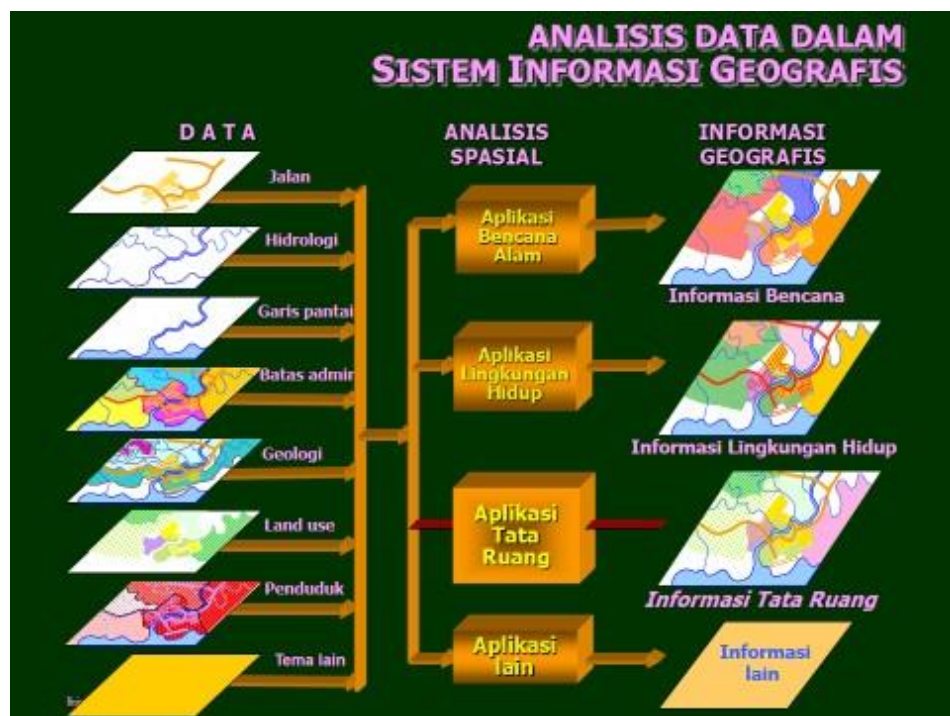 ANALISIS DATA DALAM
SISTEM INFORMASI GEOGRAFIS
DATA
ANALISIS
SPASIAL
INFORMASI
GEOGRAFIS
Jalan
Hidrologi
Garis pantai
Batas admin
Geologi
Land use
Penduduk
Tema lain
Aplikasi
Bencana
Alam
Aplikasi
Lingkungan
Hidup
Aplikasi
Tata
Ruang
Aplikasi
lain
Informasi Bencana
Informasi Lingkungan Hidup
Informasi Tata Ruang
Informasi
lain